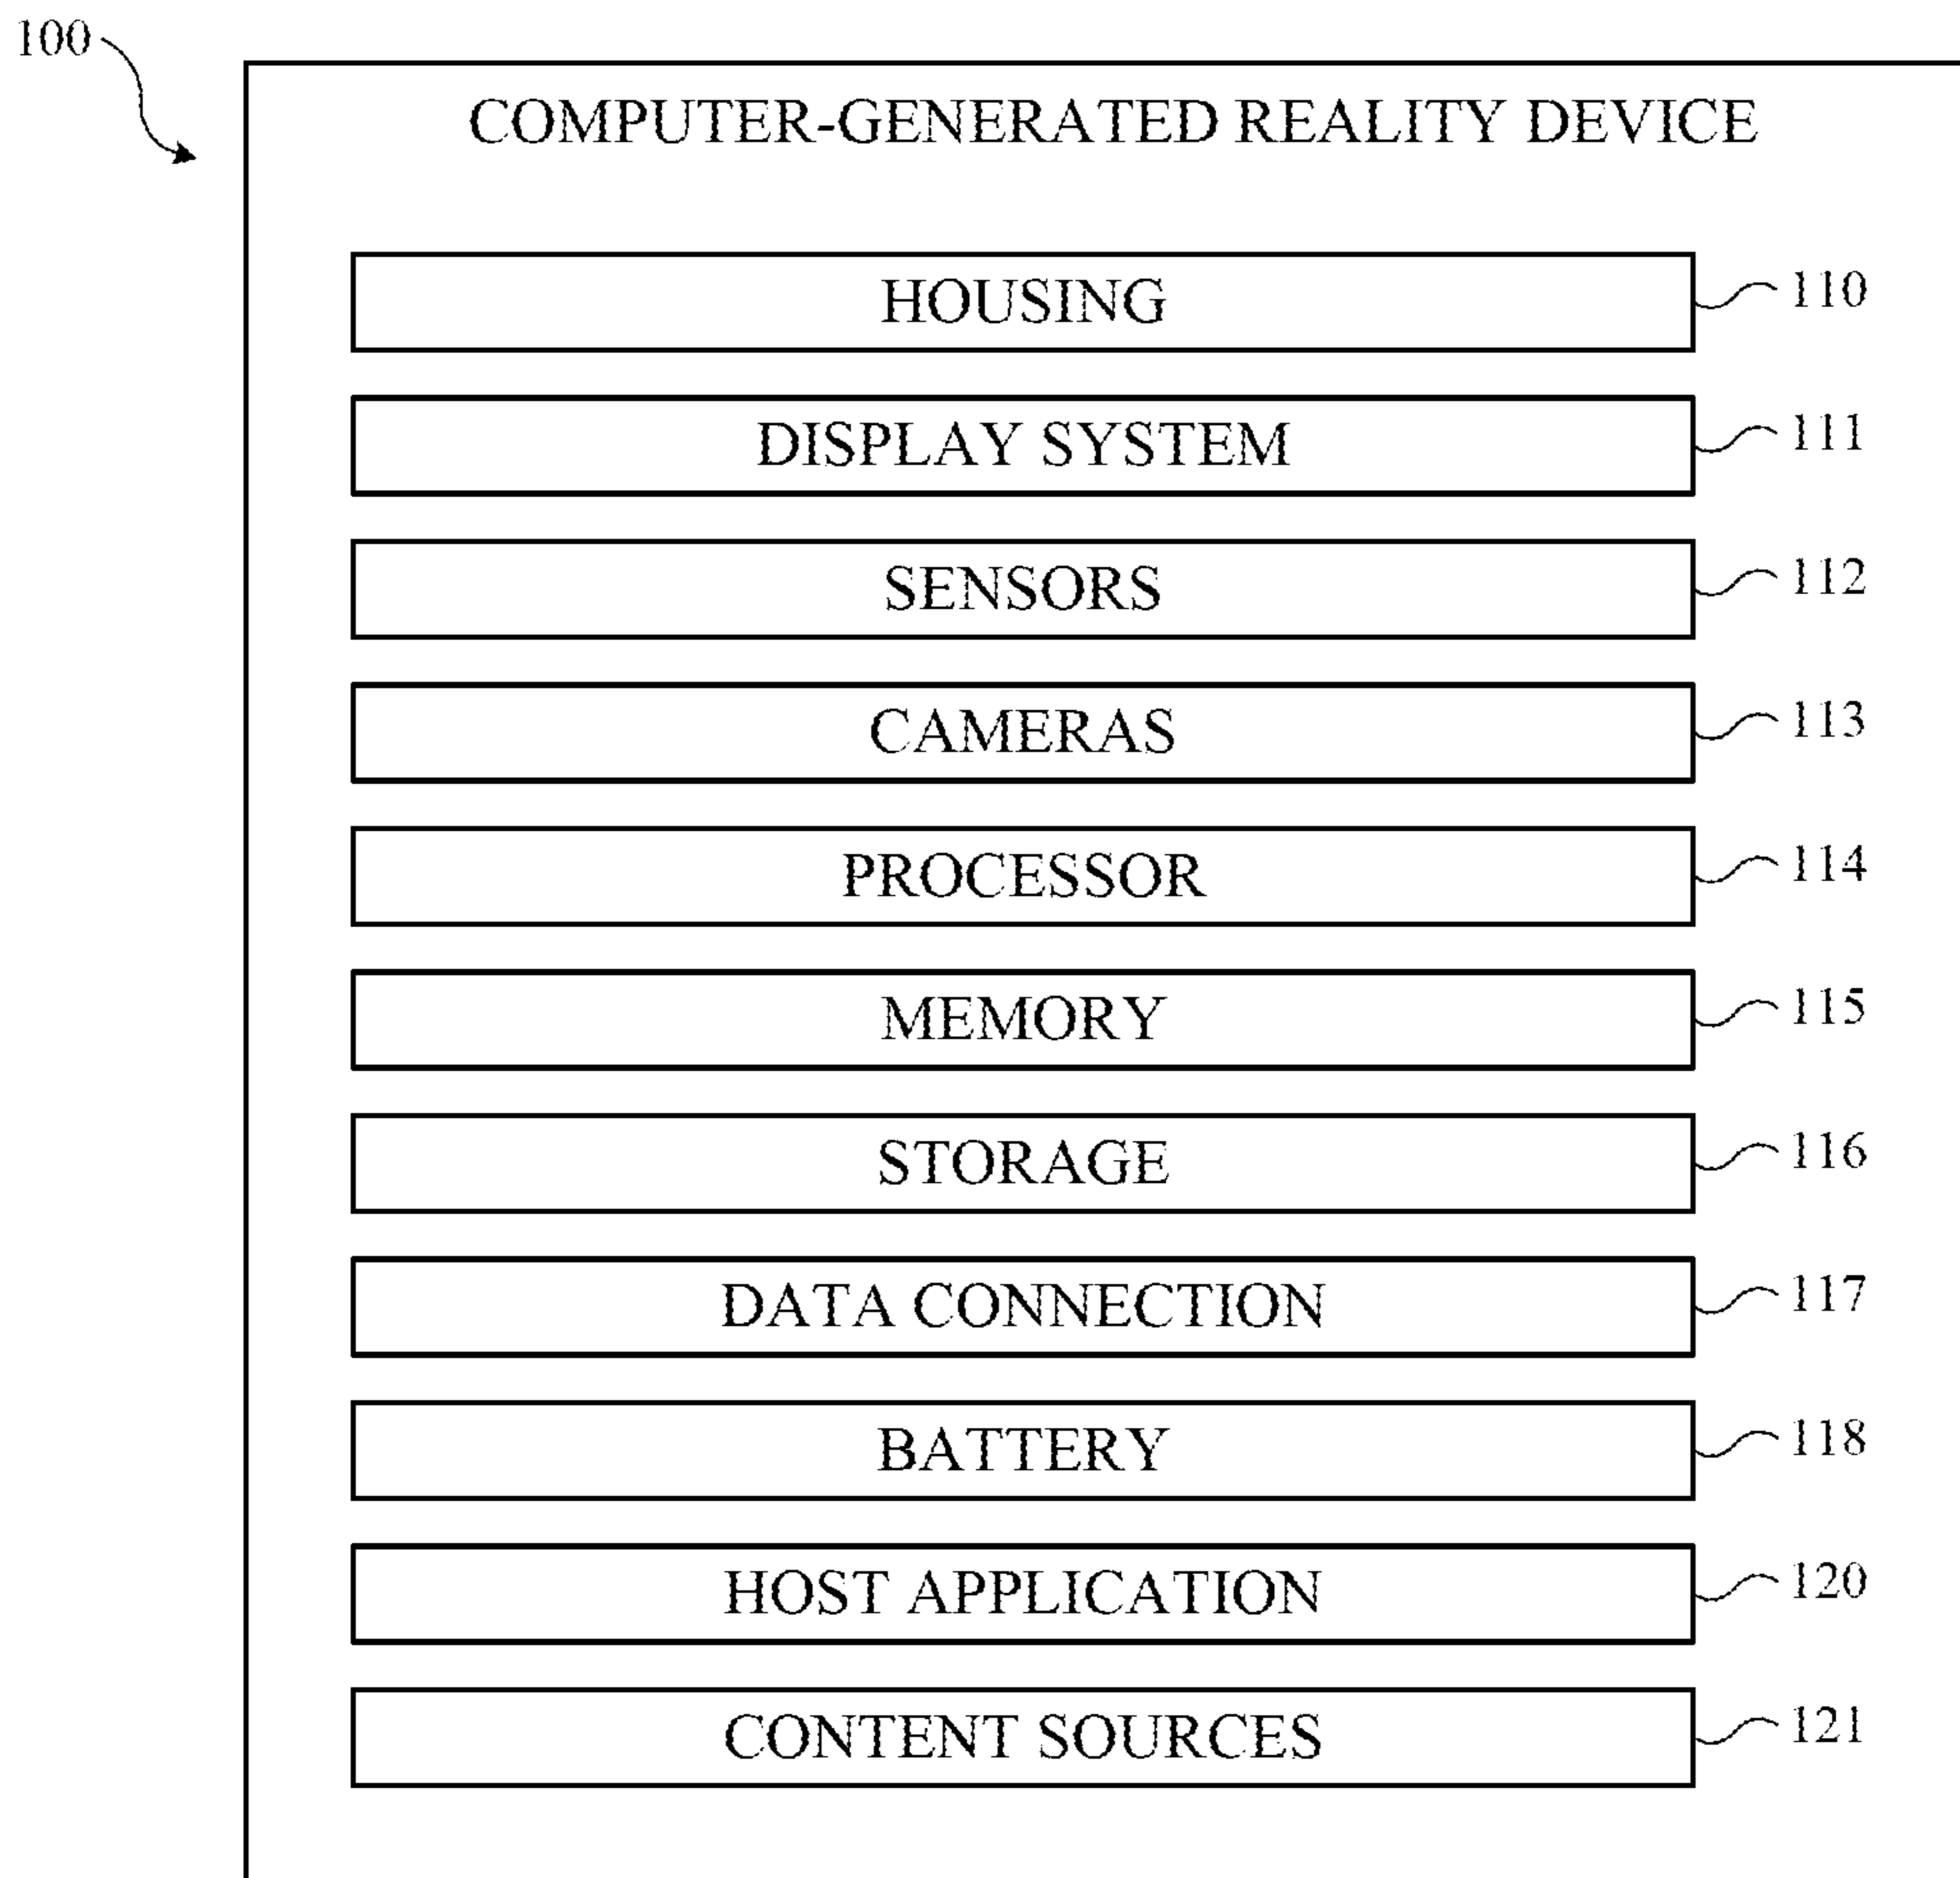 100
COMPUTER-GENERATED REALITY DEVICE
HOUSING 110
DISPLAY SYSTEM 111
SENSORS 112
CAMERAS 113
PROCESSOR 114
MEMORY 115
STORAGE 116
DATA CONNECTION 117
BATTERY 118
HOST APPLICATION 120
CONTENT SOURCES 121